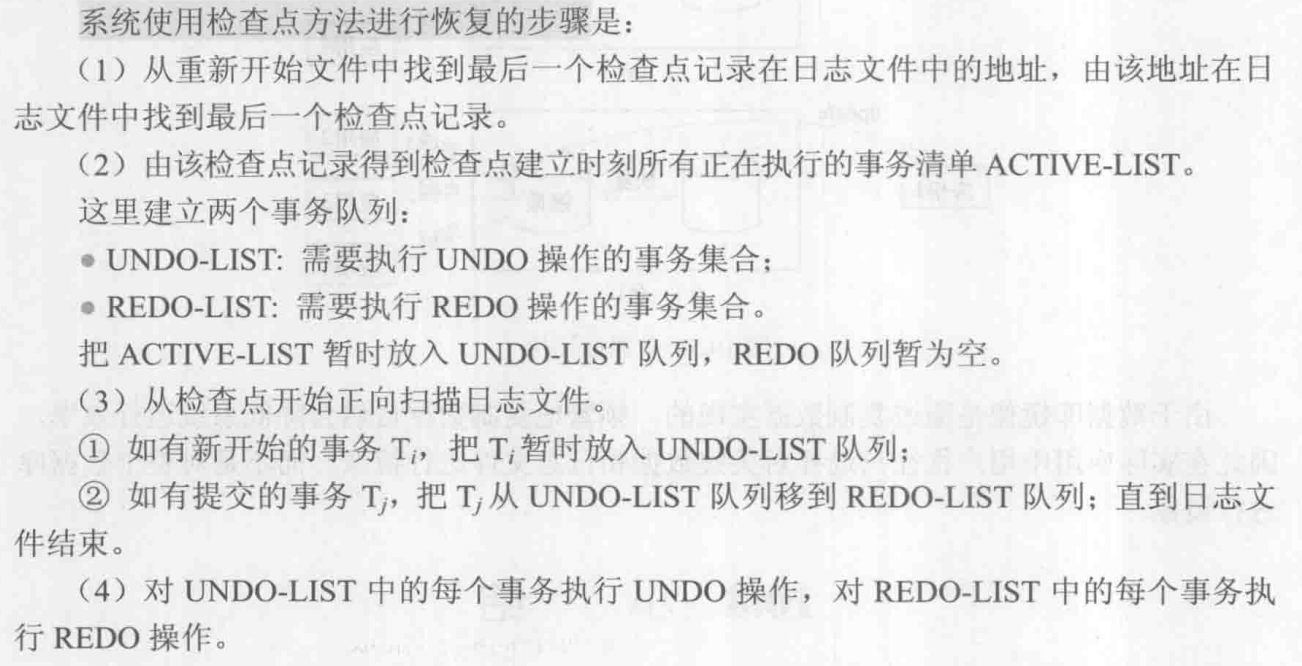 系统使用检查点方法进行恢复的步骤是：
（1）从重新开始文件中找到最后一个检查点记录在日志文件中的地址，由该地址在日
志文件中找到最后一个检查点记录。
（2）由该检查点记录得到检查点建立时刻所有正在执行的事务清单 ACTIVE-LIST。
这里建立两个事务队列：
● UNDO-LIST: 需要执行 UNDO 操作的事务集合；
● REDO-LIST: 需要执行 REDO 操作的事务集合。
把 ACTIVE-LIST 暂时放入 UNDO-LIST 队列，REDO 队列暂为空。
（3）从检查点开始正向扫描日志文件。
① 如有新开始的事务 Ti，把 Ti 暂时放入 UNDO-LIST 队列；
② 如有提交的事务 Tj，把 Tj 从 UNDO-LIST 队列移到 REDO-LIST 队列；直到日志文
件结束。
（4）对 UNDO-LIST 中的每个事务执行 UNDO 操作，对 REDO-LIST 中的每个事务执
行 REDO 操作。